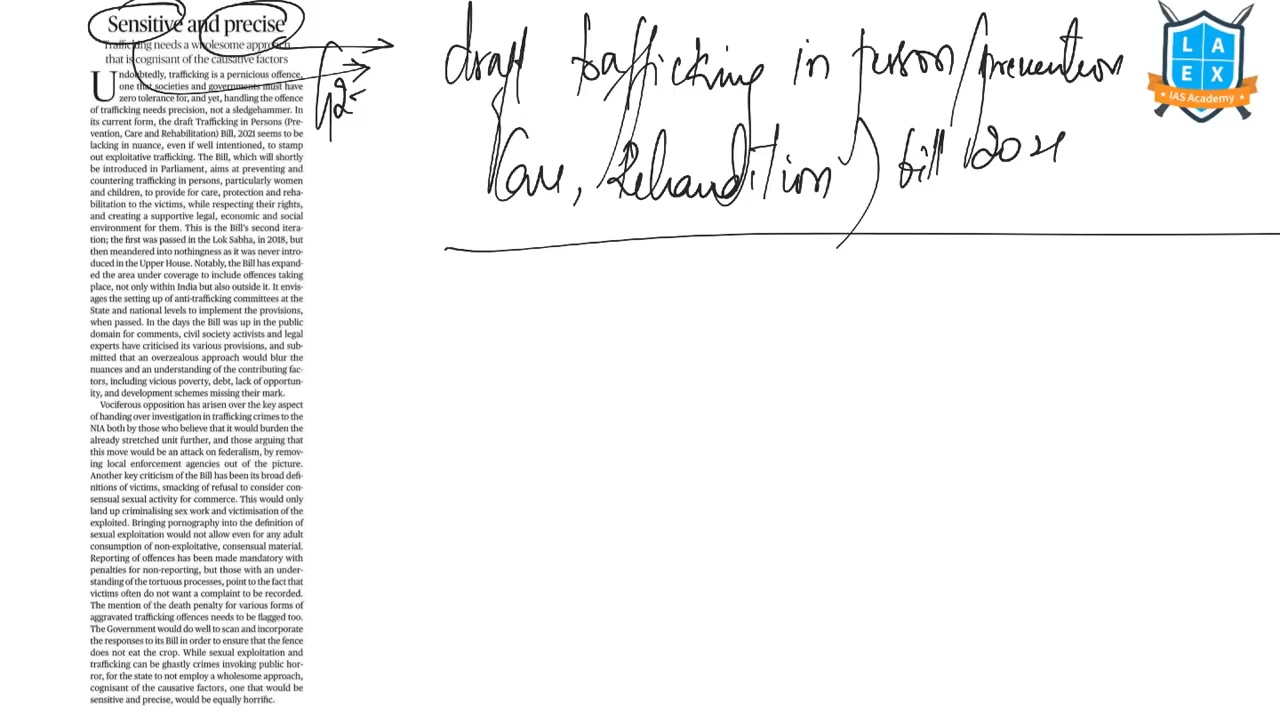 Sensitive and precise
Trafficking needs a wholesome approach
that is cognisant of the causative factors
Undoubtedly, trafficking is a pernicious offence,
one that societies and governments must have
zero tolerance for, and yet, handling the offence
of trafficking needs precision, not a sledgehammer. In
its current form, the draft Trafficking in Persons (Pre-
vention, Care and Rehabilitation) Bill, 2021 seems to be
lacking in nuance, even if well intentioned, to stamp
out exploitative trafficking. The Bill, which will shortly
be introduced in Parliament, aims at preventing and
countering trafficking in persons, particularly women
and children, to provide for care, protection and reha-
bilitation to the victims, while respecting their rights,
and creating a supportive legal, economic and social
environment for them. This is the Bill's second itera-
tion; the first was passed in the Lok Sabha, in 2018, but
then meandered into nothingness as it was never intro-
duced in the Upper House. Notably, the Bill has expand-
ed the area under coverage to include offences taking
place, not only within India but also outside it. It envis-
ages the setting up of anti-trafficking committees at the
State and national levels to implement the provisions,
when passed. In the days the Bill was up in the public
domain for comments, civil society activists and legal
experts have criticised its various provisions, and sub-
mitted that an overzealous approach would blur the
nuances and an understanding of the contributing fac-
tors, including vicious poverty, debt, lack of opportun-
ity, and development schemes missing their mark.
Vociferous opposition has arisen over the key aspect
of handing over investigation in trafficking crimes to the
NIA both by those who believe that it would burden the
already stretched unit further, and those arguing that
this move would be an attack on federalism, by remov-
ing local enforcement agencies out of the picture.
Another key criticism of the Bill has been its broad defi-
nitions of victims, smacking of refusal to consider con-
sensual sexual activity for commerce. This would only
land up criminalising sex work and victimisation of the
exploited. Bringing pornography into the definition of
sexual exploitation would not allow even for any adult
consumption of non-exploitative, consensual material.
Reporting of offences has been made mandatory with
penalties for non-reporting, but those with an under-
standing of the tortuous processes, point to the fact that
victims often do not want a complaint to be recorded.
The mention of the death penalty for various forms of
aggravated trafficking offences needs to be flagged too.
The Government would do well to scan and incorporate
the responses to its Bill in order to ensure that the fence
does not eat the crop. While sexual exploitation and
trafficking can be ghastly crimes invoking public hor-
ror, for the state to not employ a wholesome approach,
cognisant of the causative factors, one that would be
sensitive and precise, would be equally horrific.
draft trafficking in person/prevention
Care, Rehandition) bill 2021
L A
E X
IAS Academy